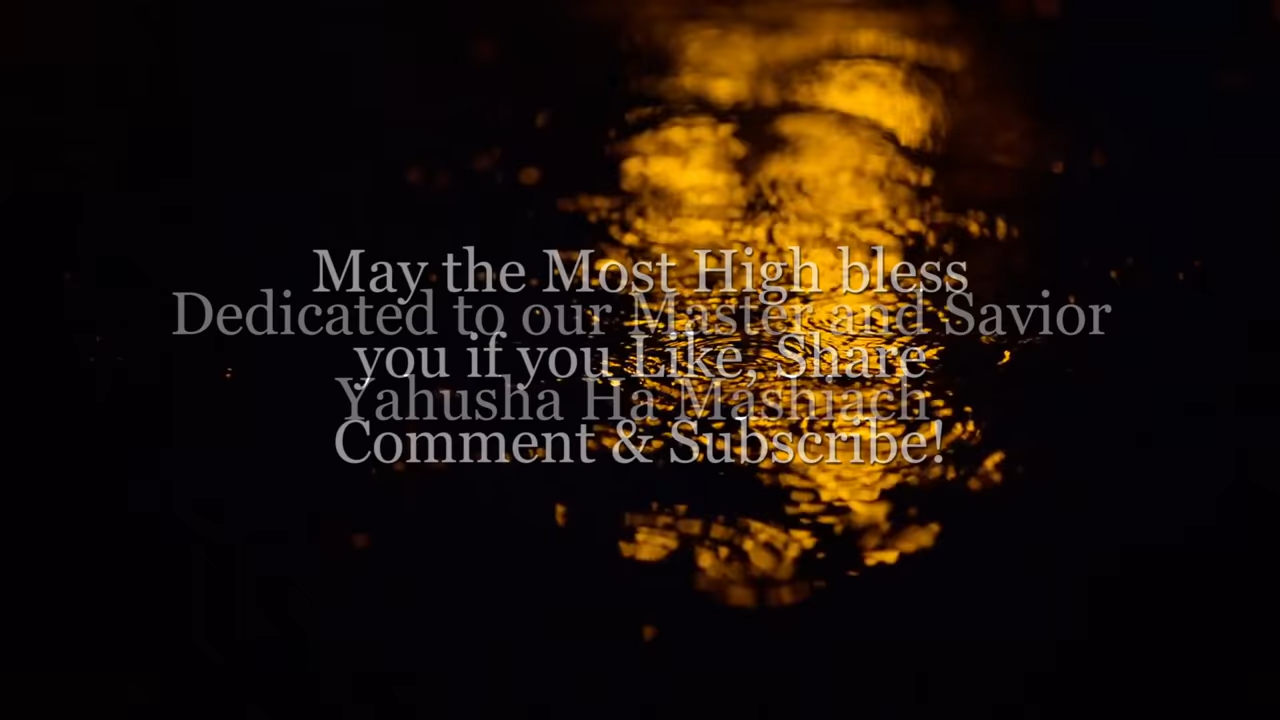 May the Most High bless
Dedicated to our Master and Savior
you if you Like, Share
Yahusha Ha Mashiach
Comment & Subscribe!